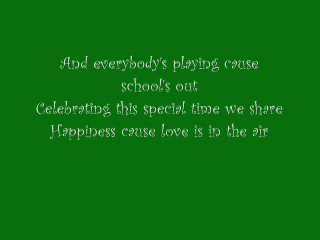 And everybody's playing cause
school's out
Celebrating this special time we share
Happiness cause love is in the air